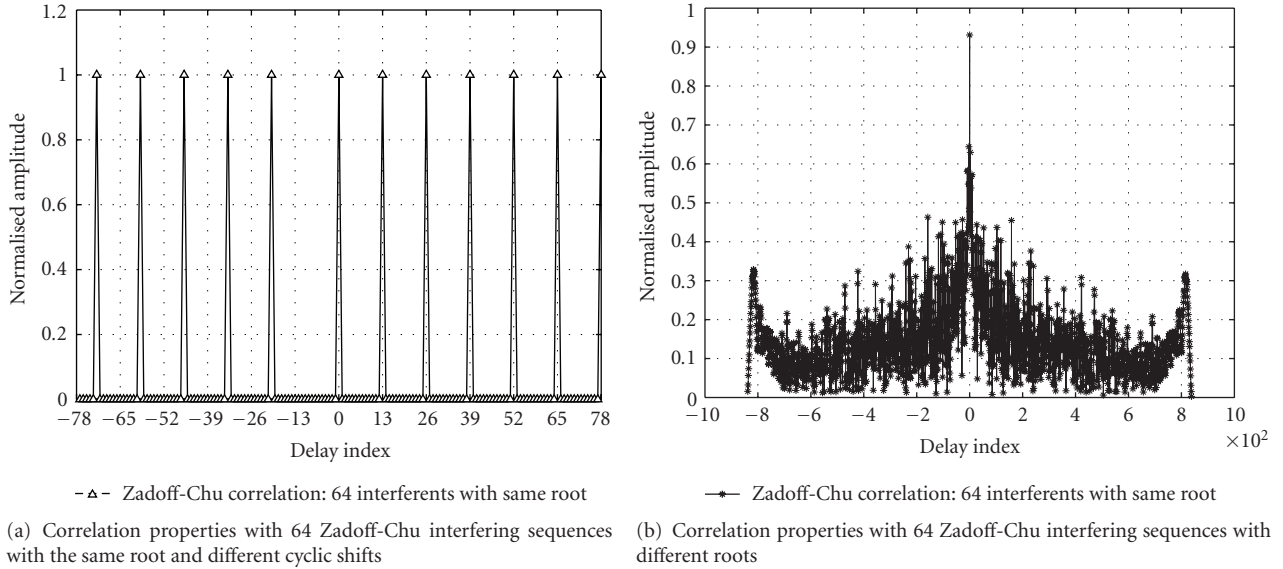 1.2
1
0.8
0.6
0.4
0.2
0
−78 −65 −52 −39 −26 −13 0 13 26 39 52 65 78
Normalised amplitude
Delay index
Zadoff-Chu correlation: 64 interferents with same root
(a) Correlation properties with 64 Zadoff-Chu interfering sequences
with the same root and different cyclic shifts
1
0.9
0.8
0.7
0.6
0.5
0.4
0.3
0.2
0.1
0
−10 −8 −6 −4 −2 0 2 4 6 8 10
×10²
Normalised amplitude
Delay index
Zadoff-Chu correlation: 64 interferents with same root
(b) Correlation properties with 64 Zadoff-Chu interfering sequences with
different roots